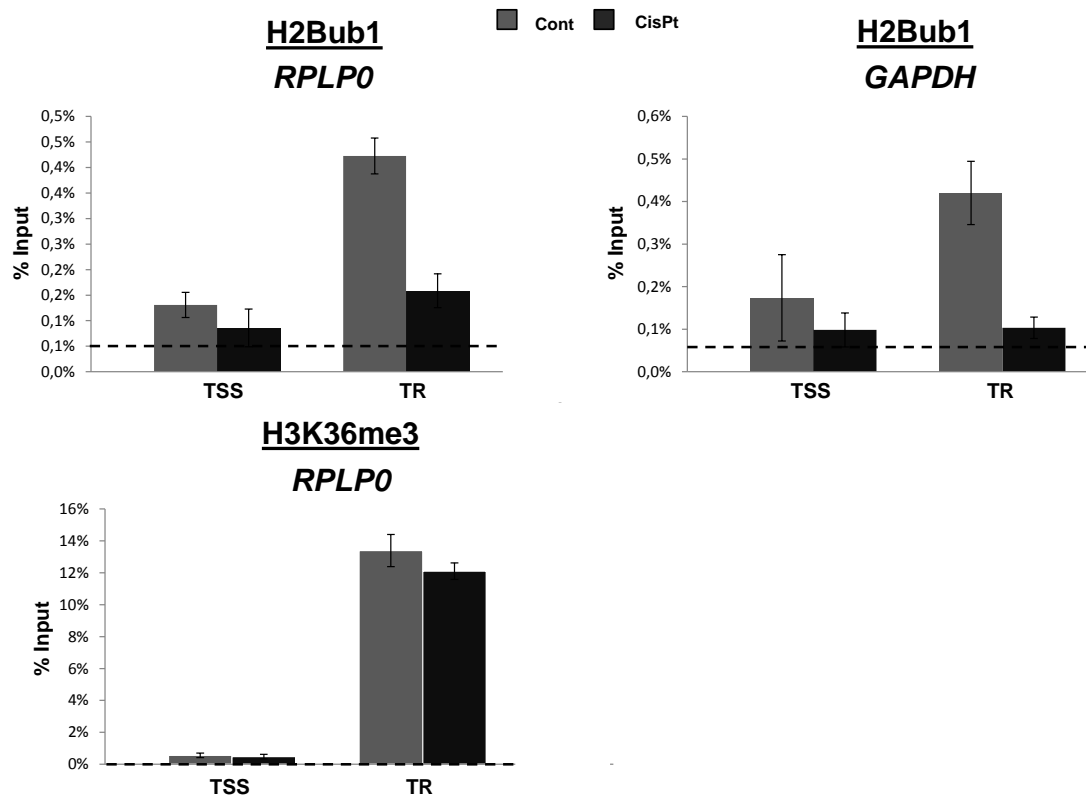 Cont CisPt
H2Bub1
RPLP0
% Input
0,5%
0,5%
0,4%
0,4%
0,3%
0,3%
0,2%
0,2%
0,1%
0,1%
0,0%
TSS TR
H2Bub1
GAPDH
% Input
0,6%
0,5%
0,4%
0,3%
0,2%
0,1%
0,0%
TSS TR
H3K36me3
RPLP0
% Input
16%
14%
12%
10%
8%
6%
4%
2%
0%
TSS TR